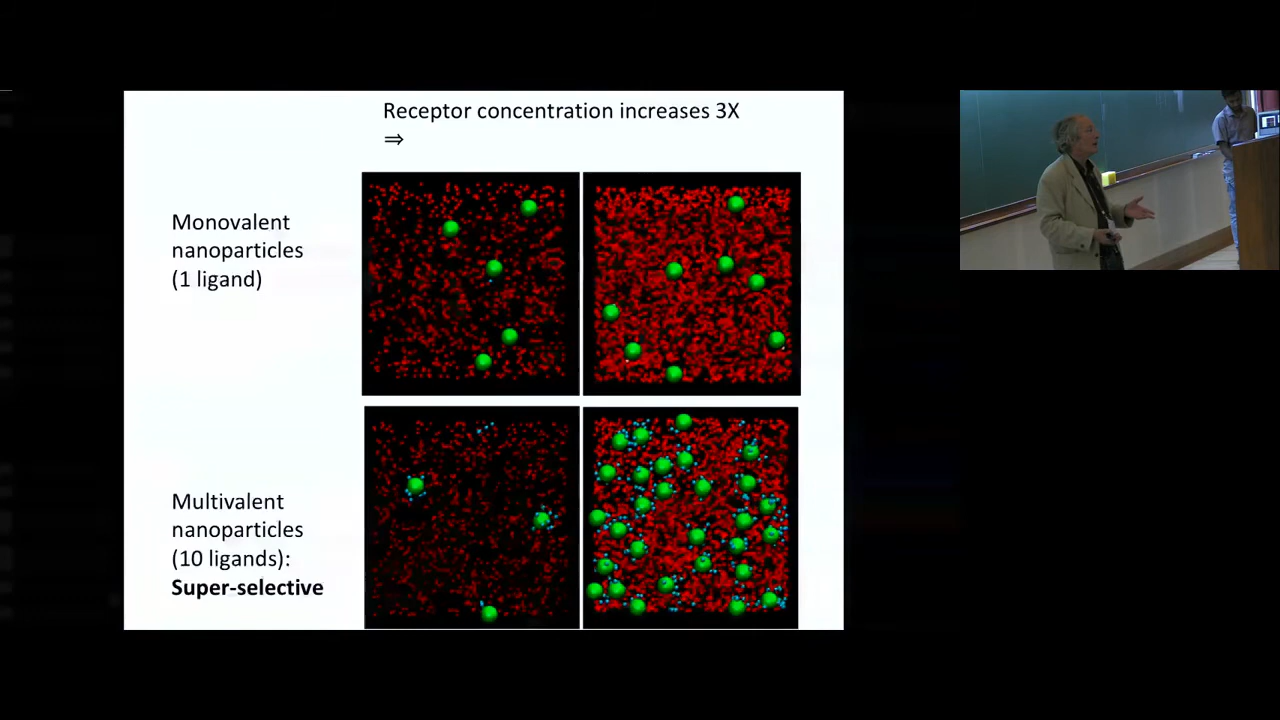 Receptor concentration increases 3X
⇒
Monovalent
nanoparticles
(1 ligand)
Multivalent
nanoparticles
(10 ligands):
Super-selective